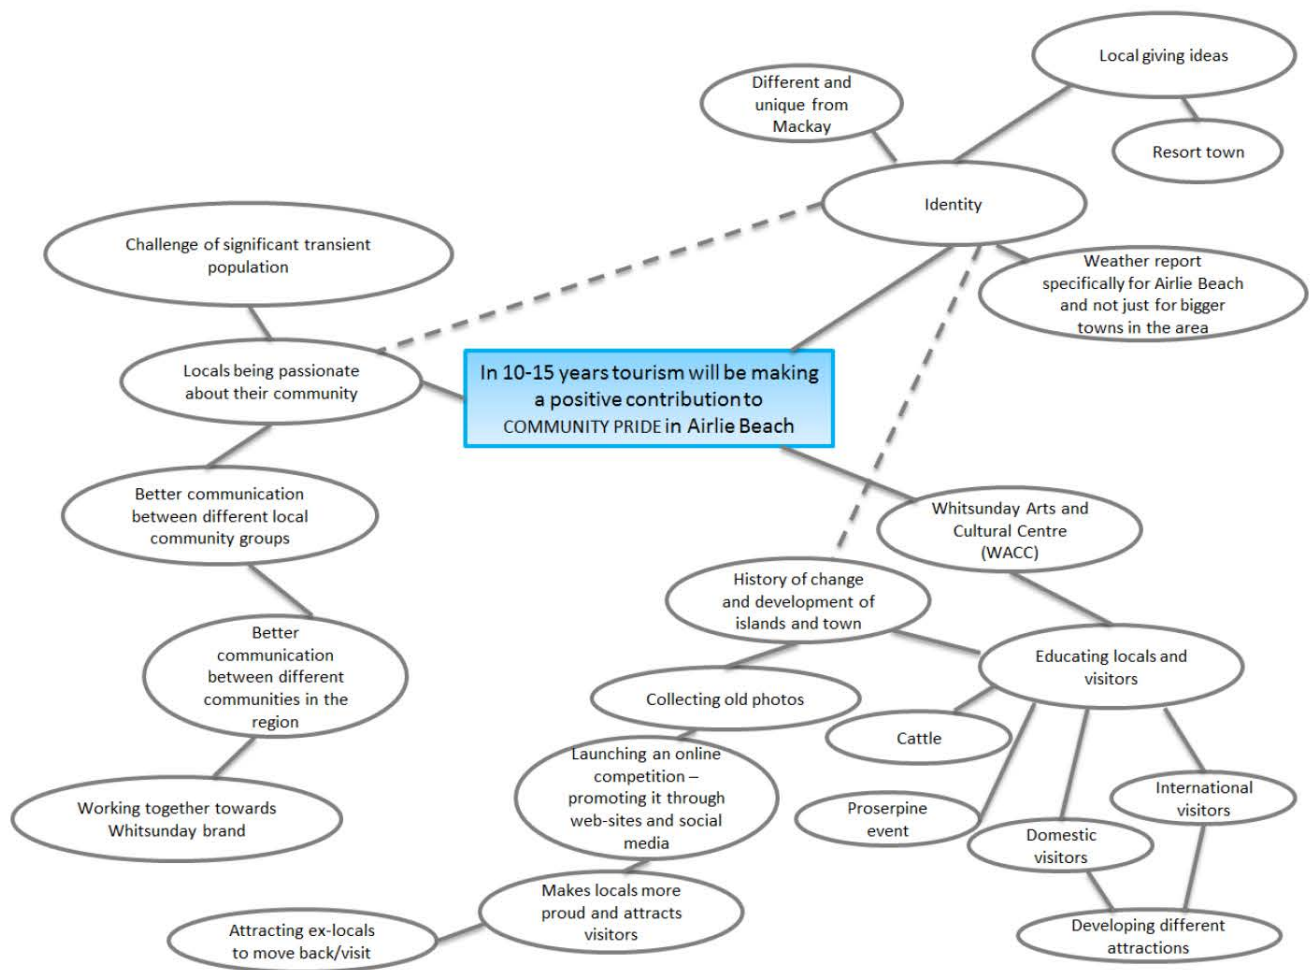 Local giving ideas
Different and
unique from
Mackay
Resort town
Identity
Challenge of significant transient
population
Weather report
specifically for Airlie Beach
and not just for bigger
towns in the area
Locals being passionate
about their community
In 10-15 years tourism will be making
a positive contribution to
COMMUNITY PRIDE in Airlie Beach
Better communication
between different local
community groups
Whitsunday Arts and
Cultural Centre
(WACC)
History of change
and development of
islands and town
Better
communication
between different
communities in the
region
Educating locals and
visitors
Collecting old photos
Cattle
Launching an online
competition –
promoting it through
web-sites and social
media
International
visitors
Working together towards
Whitsunday brand
Proserpine
event
Domestic
visitors
Makes locals more
proud and attracts
visitors
Attracting ex-locals
to move back/visit
Developing different
attractions